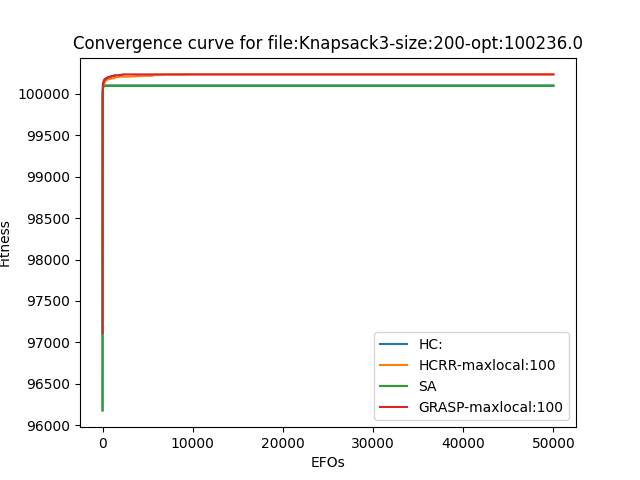 Convergence curve for file:Knapsack3-size:200-opt:100236.0
100000
99500
99000
98500
98000
97500
97000
96500
96000
0
10000
20000
30000
40000
50000
EFOs
HC:
HCRR-maxlocal:100
SA
GRASP-maxlocal:100